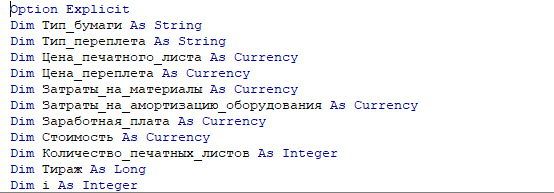 Option Explicit
Dim Тип_бумаги As String
Dim Тип_переплета As String
Dim Цена_печатного_листа As Currency
Dim Цена_переплета As Currency
Dim Затраты_на_материалы As Currency
Dim Затраты_на_амортизацию_оборудования As Currency
Dim Заработная_плата As Currency
Dim Стоимость As Currency
Dim Количество_печатных_листов As Integer
Dim Тираж As Long
Dim i As Integer